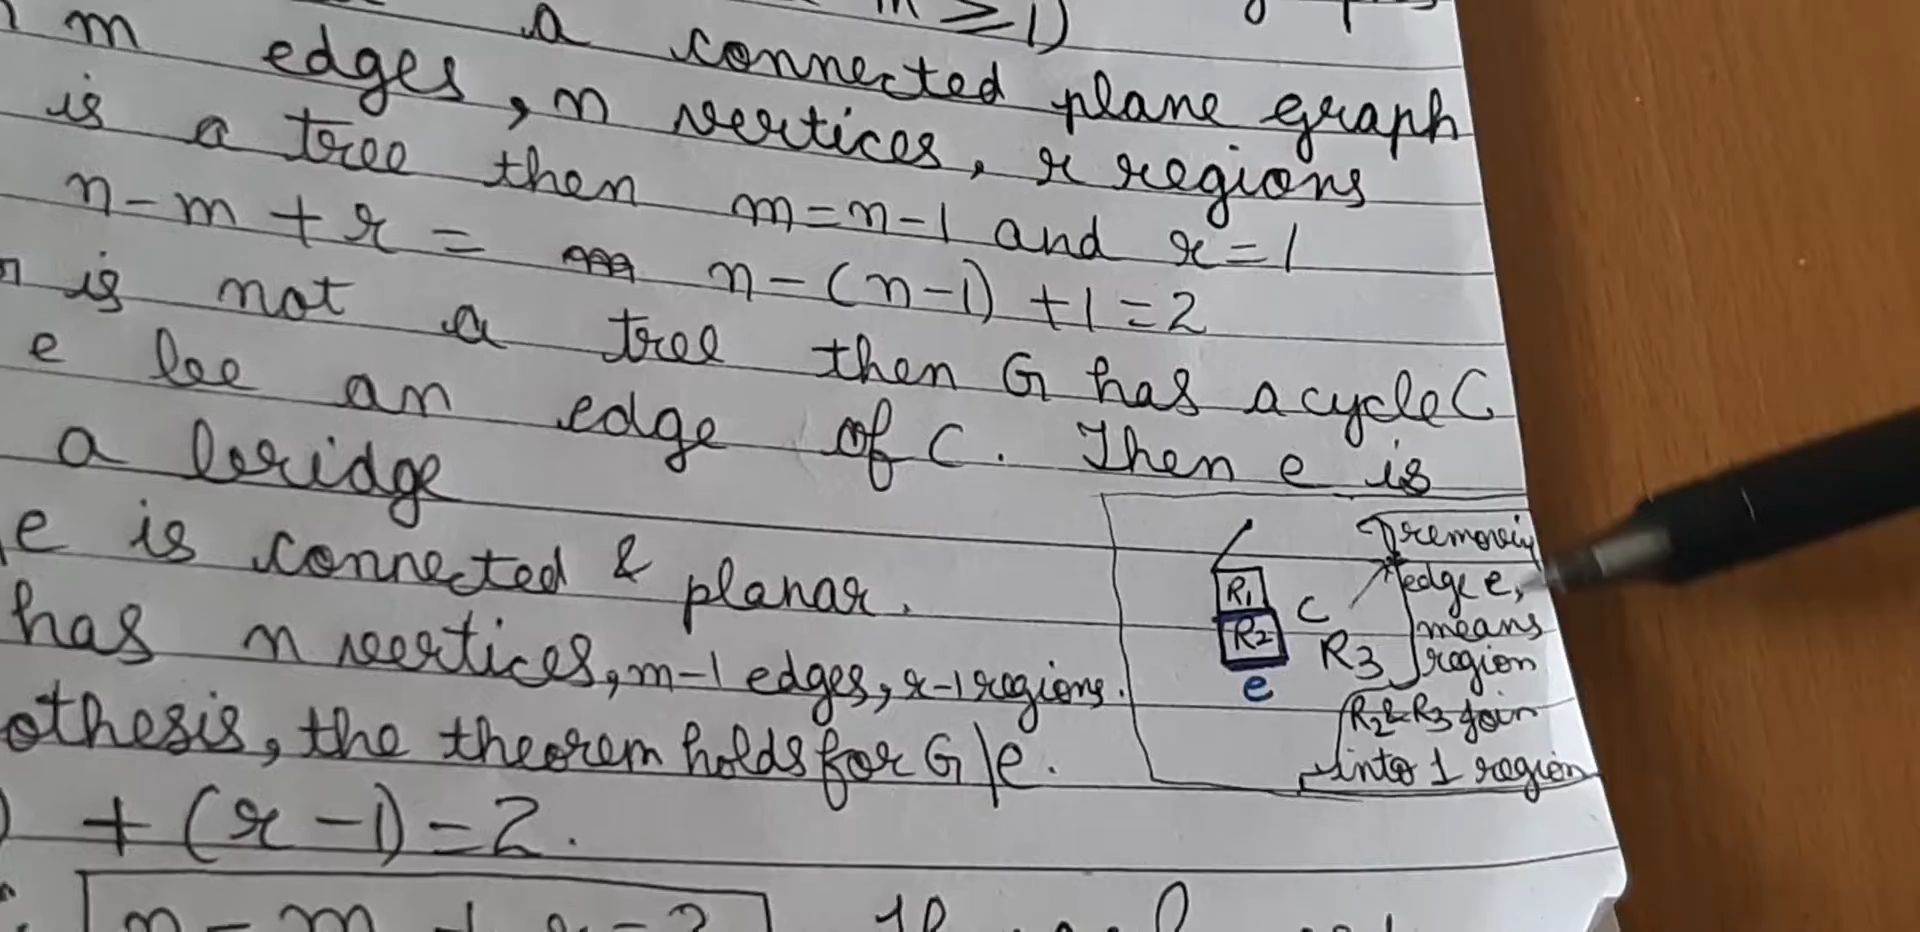 a m ≥ 1)
m edges, a connected plane graph
is a tree, n vertices, r regions
then m = n-1 and r = 1
n - m + r = n - (n-1) + 1 = 2
is not a tree then G has a cycle C
e be an edge of C. Then e is
a bridge
e is connected & planar.
has n vertices, m-1 edges, r-1 regions.
othesis, the theorem holds for G\e.
) + (r - 1) = 2.
n - m + r = 2
removing
edge e,
means
region
R2 & R3 join
into 1 region
R1
R2
C
R3
e